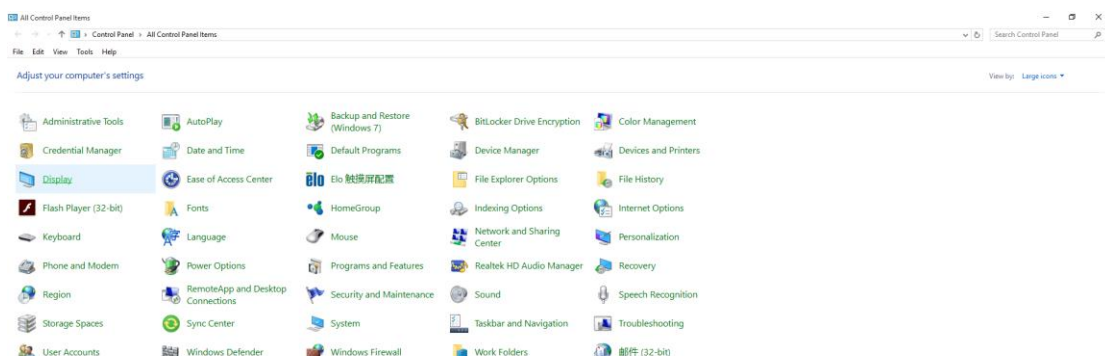 All Control Panel Items
Control Panel > All Control Panel Items
Search Control Panel
File Edit View Tools Help
Adjust your computer's settings
View by: Large icons
Administrative Tools
AutoPlay
Backup and Restore
(Windows 7)
BitLocker Drive Encryption
Color Management
Credential Manager
Date and Time
Default Programs
Device Manager
Devices and Printers
Display
Ease of Access Center
elo
Elo 触摸屏配置
File Explorer Options
File History
Flash Player (32-bit)
Fonts
HomeGroup
Indexing Options
Internet Options
Keyboard
Language
Mouse
Network and Sharing
Center
Personalization
Phone and Modem
Power Options
Programs and Features
Realtek HD Audio Manager
Recovery
Region
RemoteApp and Desktop
Connections
Security and Maintenance
Sound
Speech Recognition
Storage Spaces
Sync Center
System
Taskbar and Navigation
Troubleshooting
User Accounts
Windows Defender
Windows Firewall
Work Folders
邮件 (32-bit)